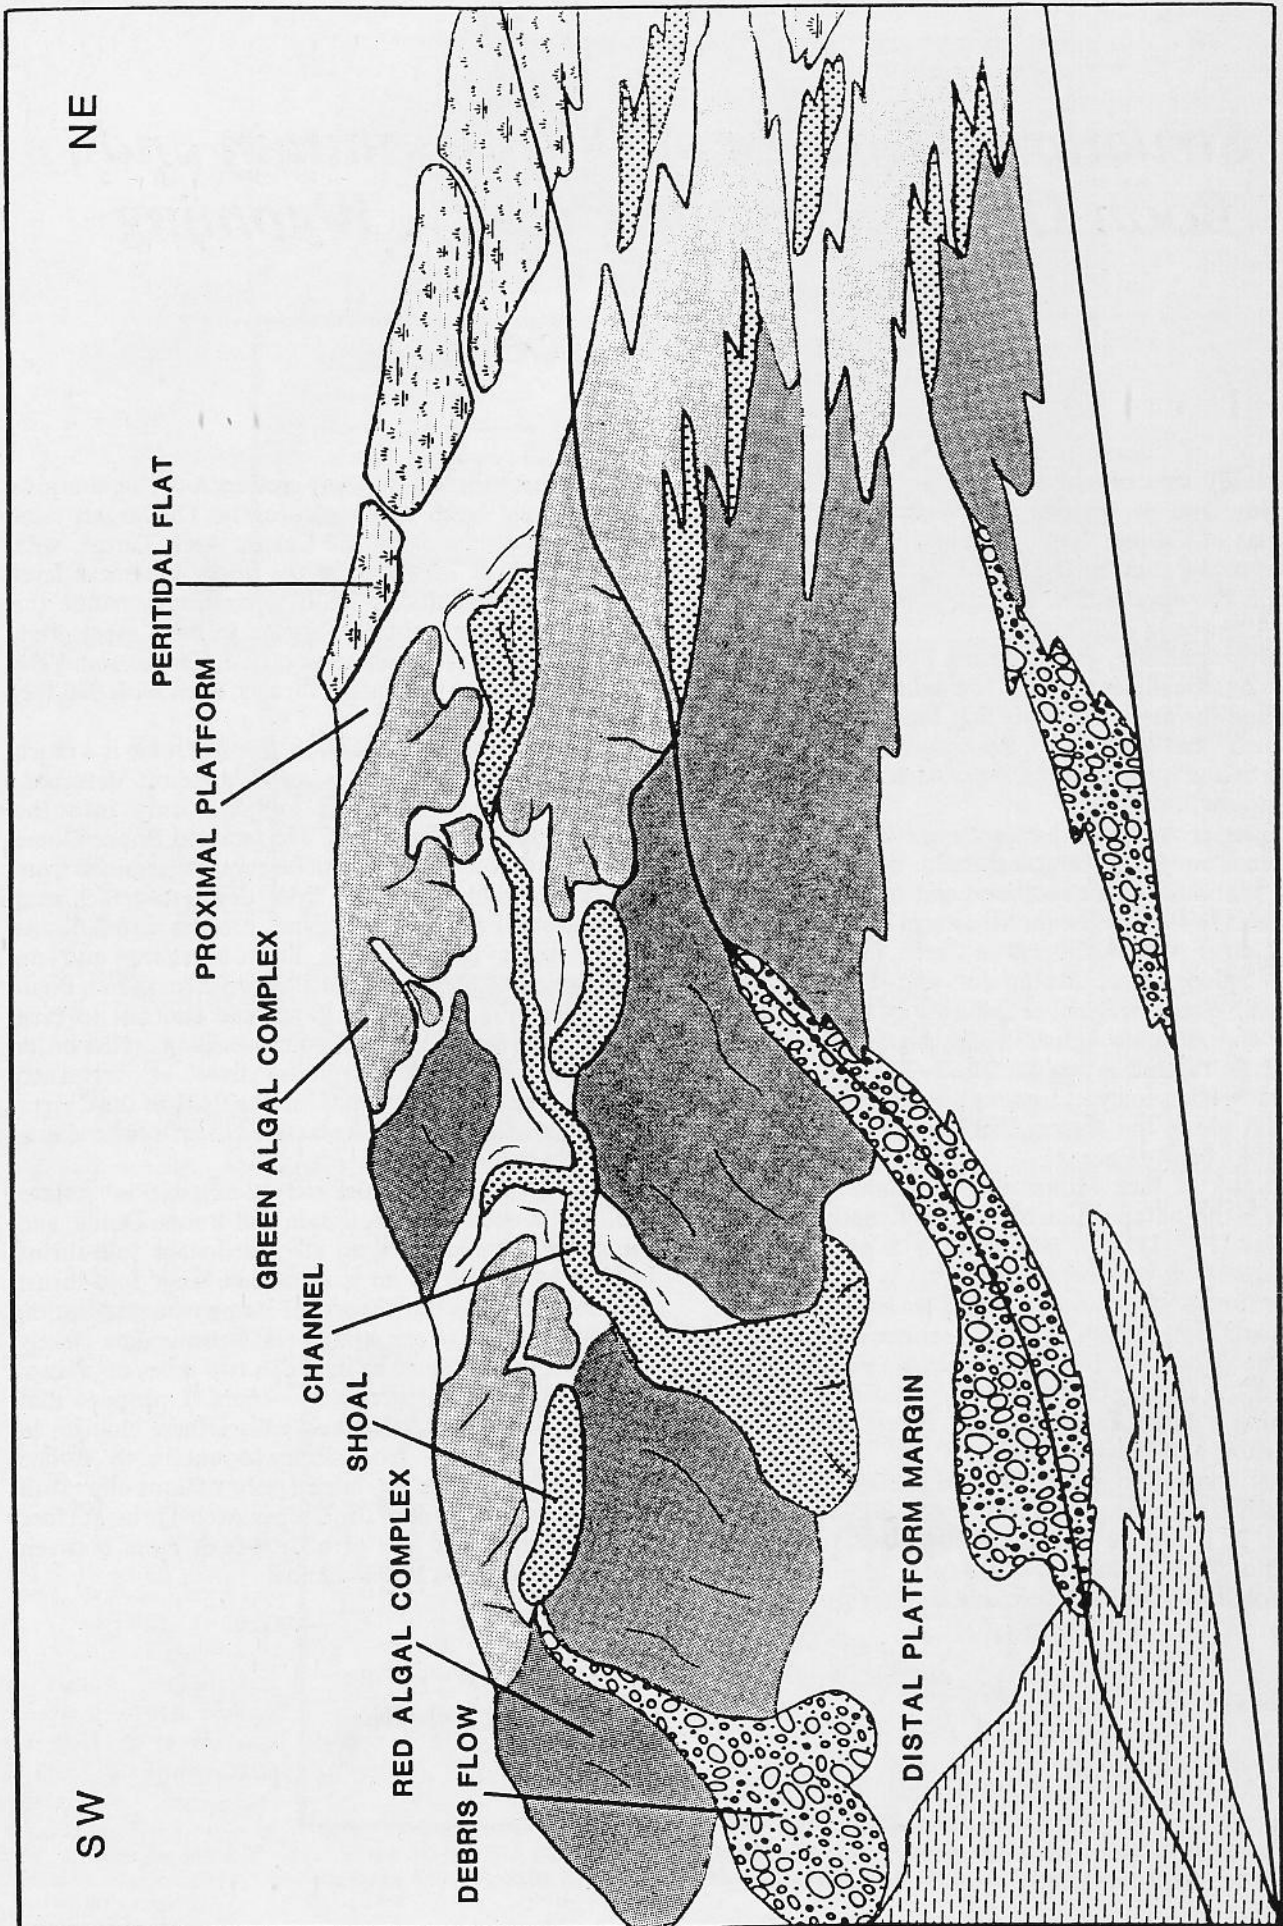 SW
NE
PERITIDAL FLAT
PROXIMAL PLATFORM
GREEN ALGAL COMPLEX
CHANNEL
SHOAL
RED ALGAL COMPLEX
DEBRIS FLOW
DISTAL PLATFORM MARGIN